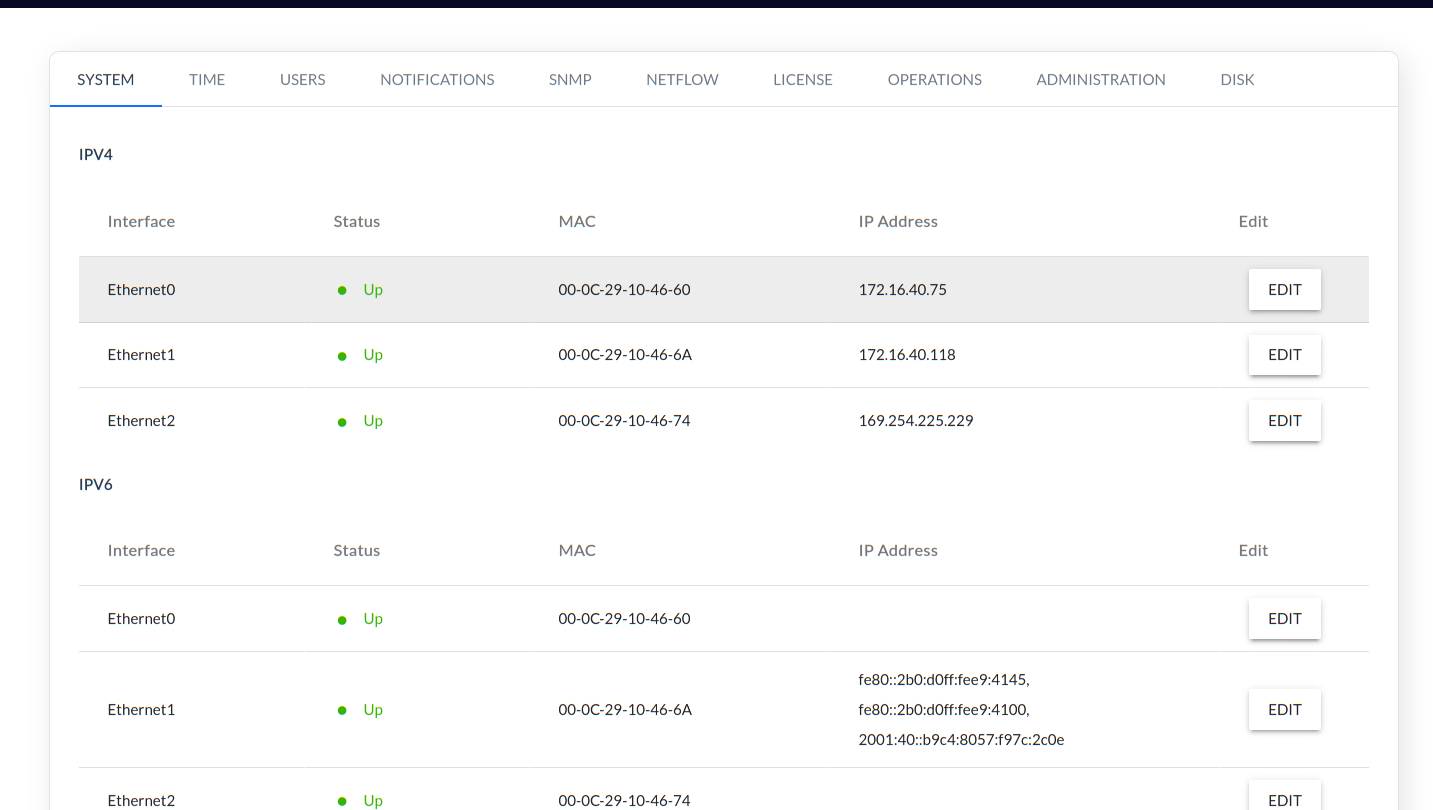 SYSTEM TIME USERS NOTIFICATIONS SNMP NETFLOW LICENSE OPERATIONS ADMINISTRATION DISK
IPV4
Interface Status MAC IP Address Edit
Ethernet0 Up 00-0C-29-10-46-60 172.16.40.75 EDIT
Ethernet1 Up 00-0C-29-10-46-6A 172.16.40.118 EDIT
Ethernet2 Up 00-0C-29-10-46-74 169.254.225.229 EDIT
IPV6
Interface Status MAC IP Address Edit
Ethernet0 Up 00-0C-29-10-46-60 EDIT
fe80::2b0:d0ff:fee9:4145,
Ethernet1 Up 00-0C-29-10-46-6A fe80::2b0:d0ff:fee9:4100, EDIT
2001:40::b9c4:8057:f97c:2c0e
Ethernet2 Up 00-0C-29-10-46-74 EDIT